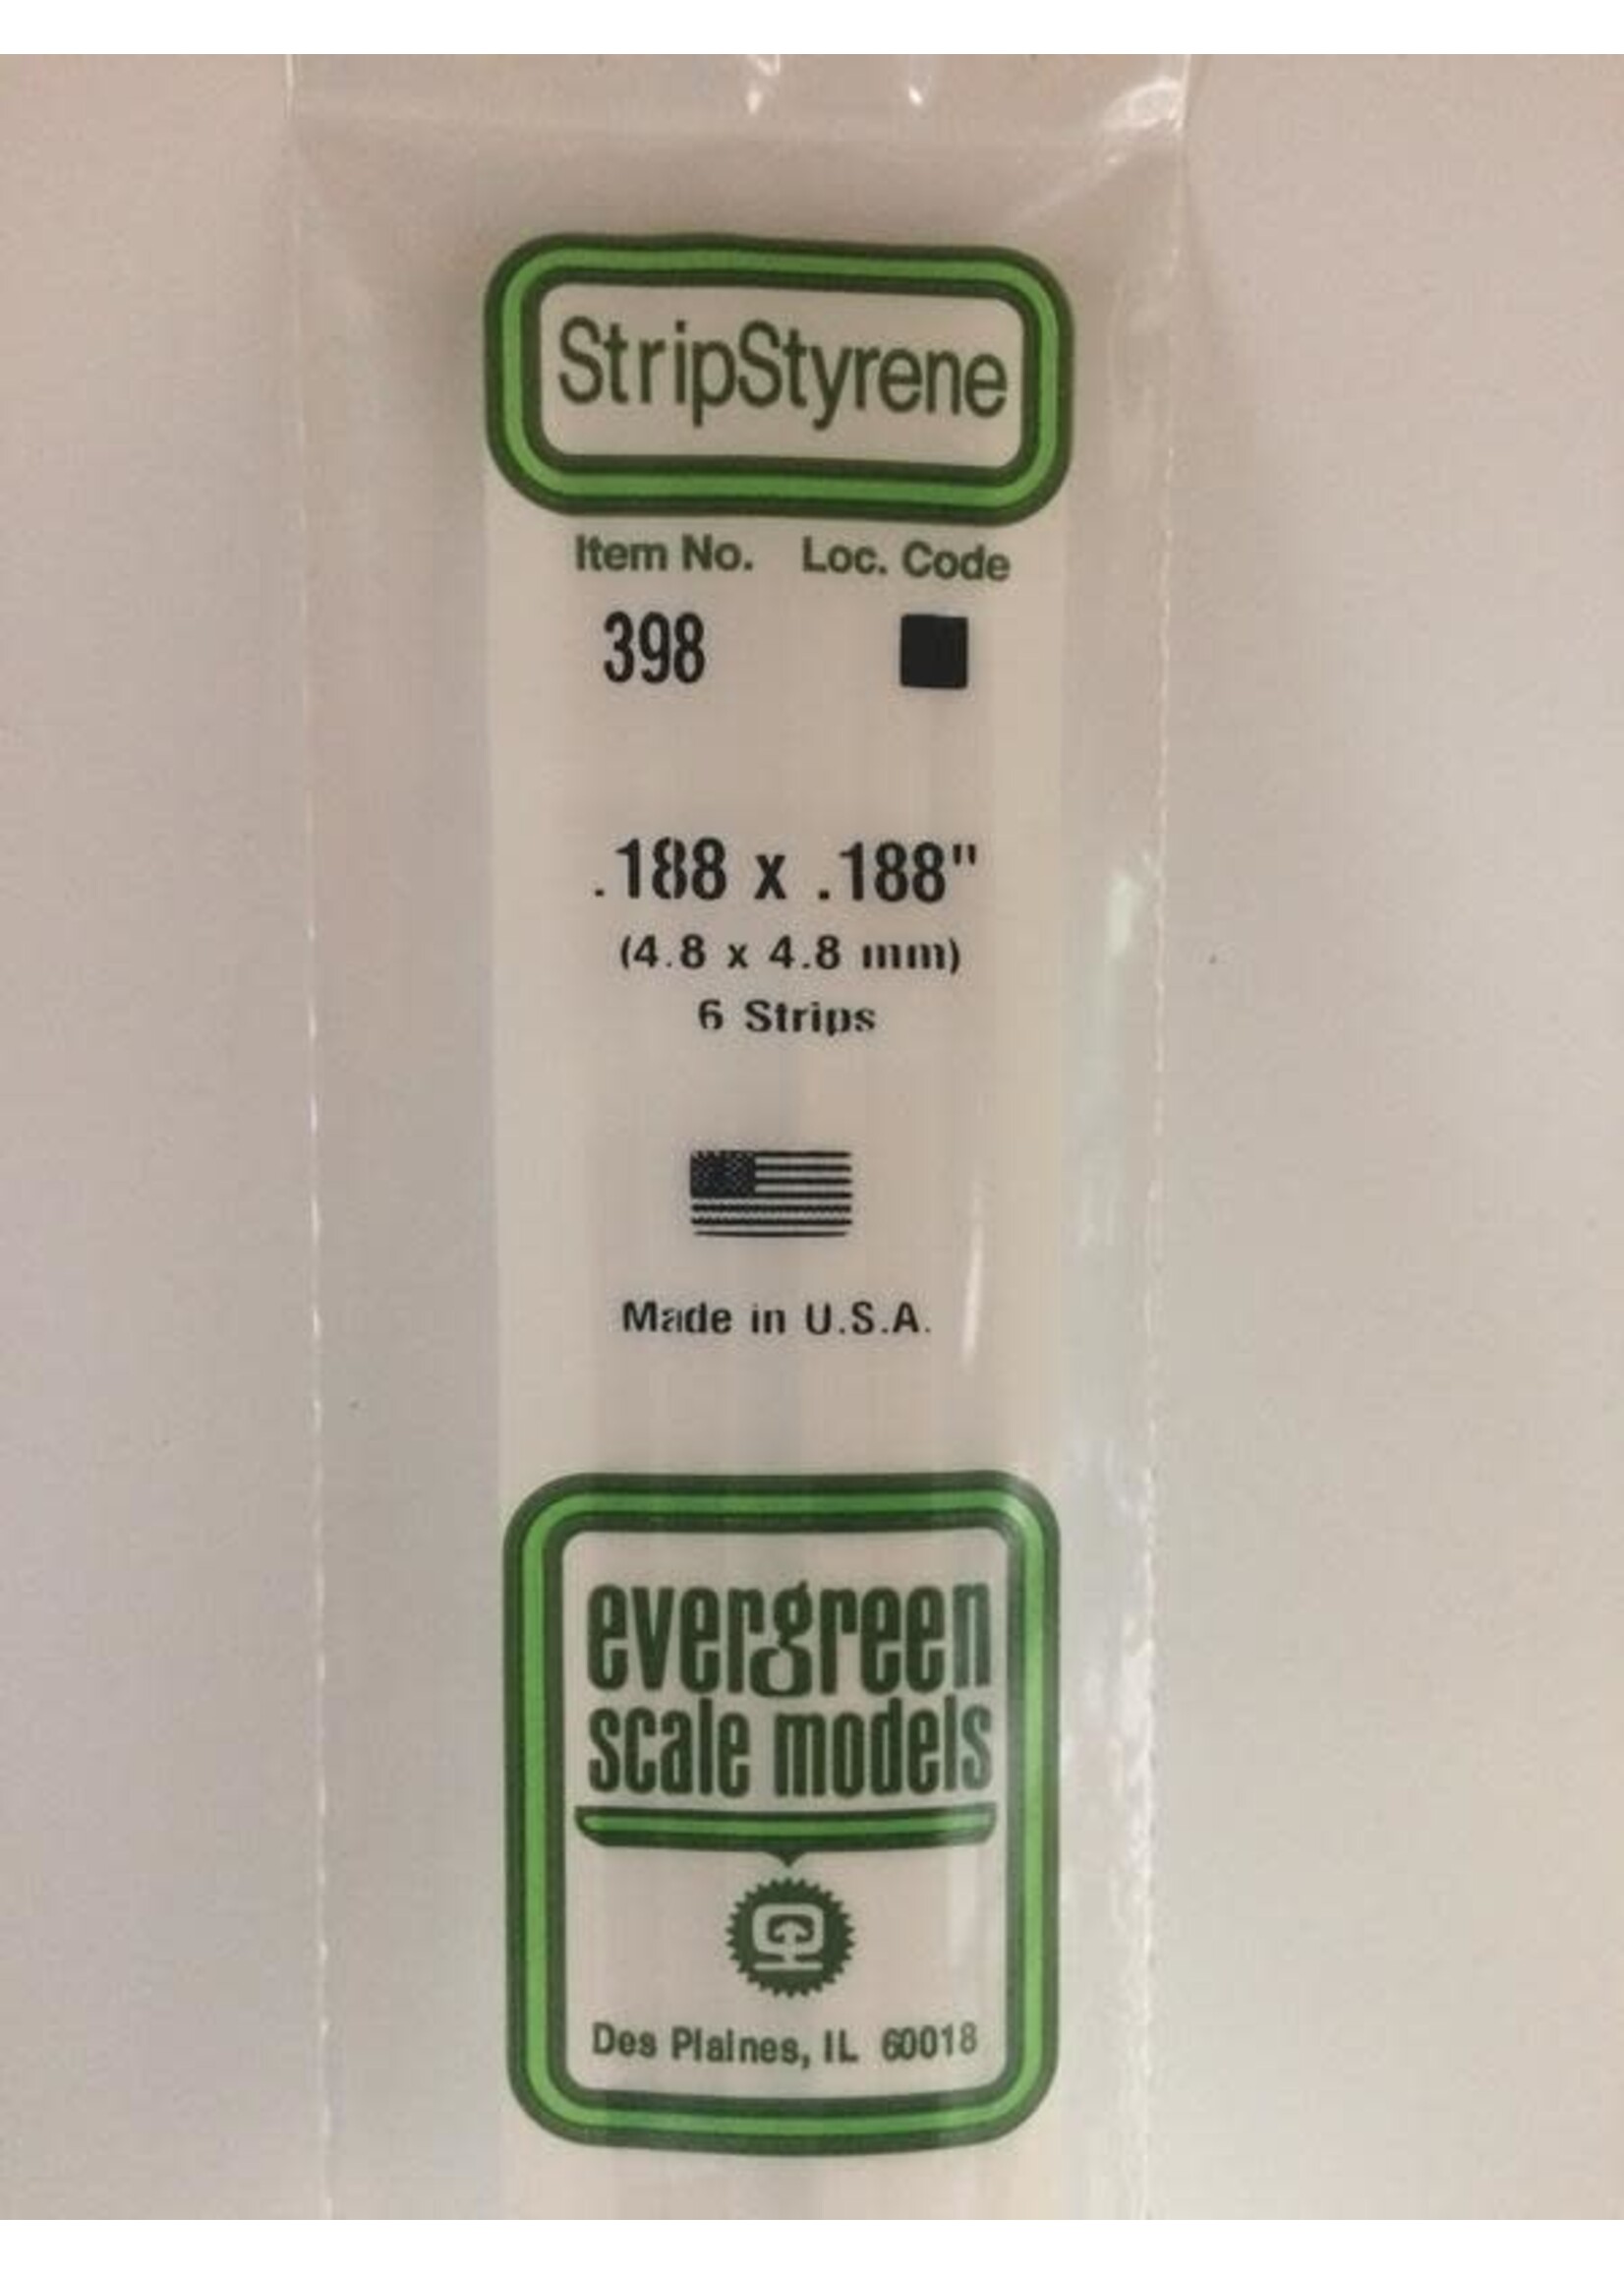 StripStyrene
Item No. Loc. Code
398
.188 x .188"
(4.8 x 4.8 mm)
6 Strips
Made in U.S.A.
evergreen
scale models
Des Plaines, IL 60018